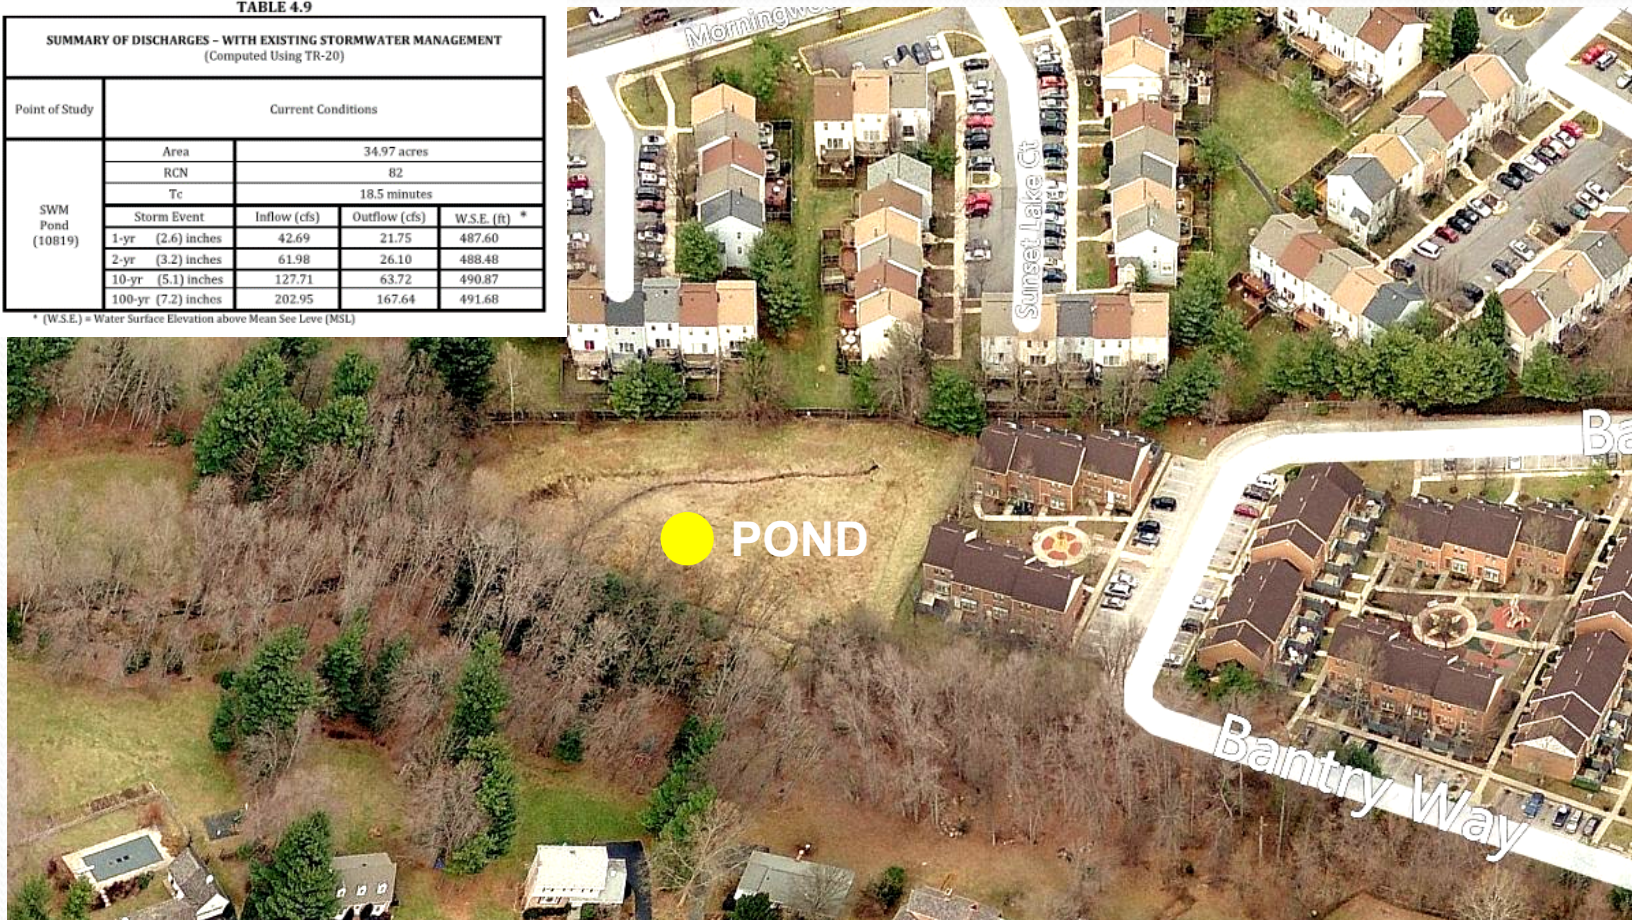 TABLE 4.9
SUMMARY OF DISCHARGES – WITH EXISTING STORMWATER MANAGEMENT
(Computed Using TR-20)
Point of Study Current Conditions
SWM
Pond
(10819)
Area 34.97 acres
RCN 82
Tc 18.5 minutes
Storm Event Inflow (cfs) Outflow (cfs) W.S.E. (ft) *
1-yr (2.6) inches 42.69 21.75 487.60
2-yr (3.2) inches 61.98 26.10 488.48
10-yr (5.1) inches 127.71 63.72 490.87
100-yr (7.2) inches 202.95 167.64 491.68
* (W.S.E.) = Water Surface Elevation above Mean See Leve (MSL)
Sunset Lake Ct
POND
Ba
Bantry Way